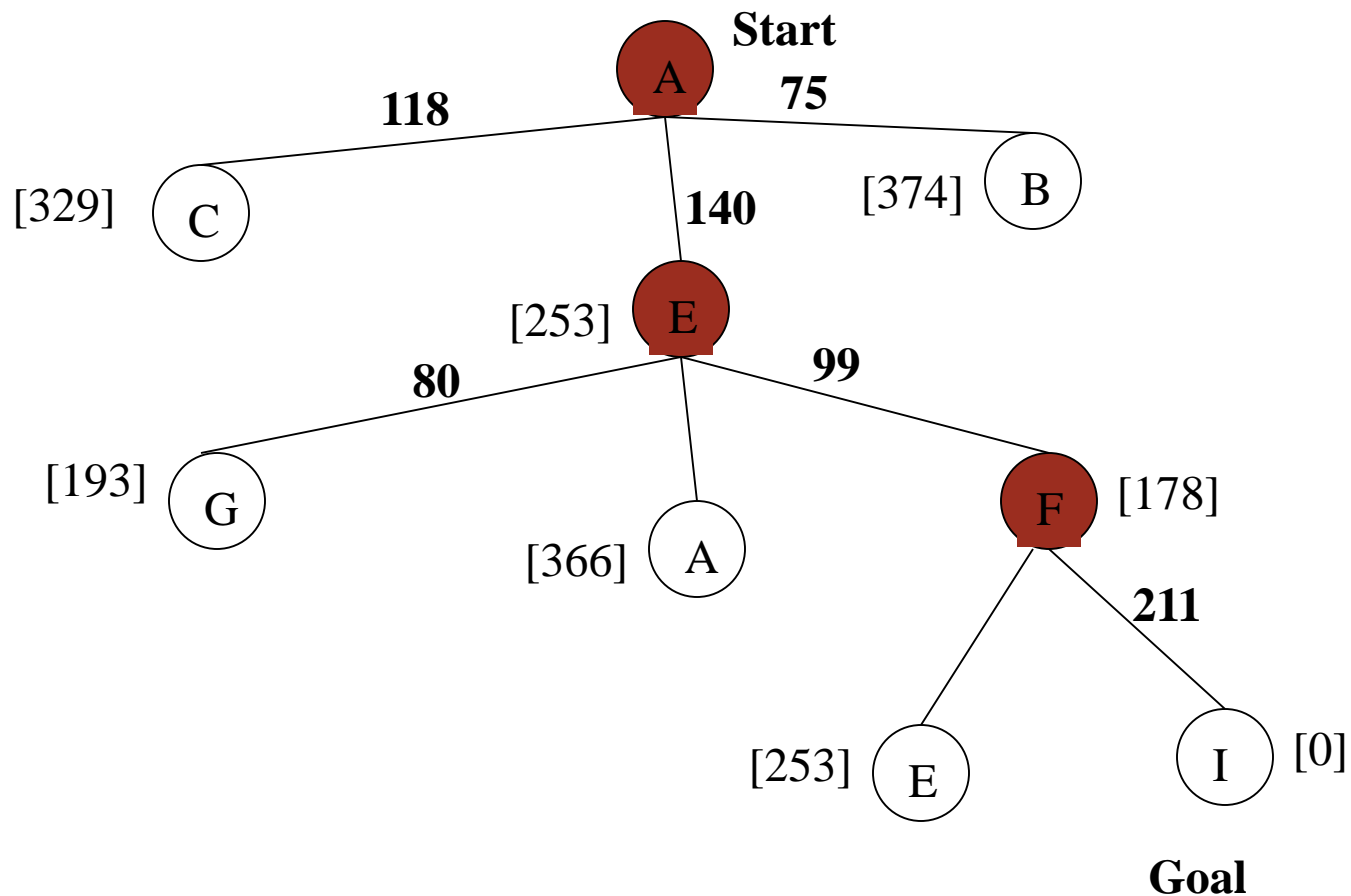 Start
A
75
118
[329]
C
[374]
B
140
[253]
E
80
99
[193]
G
[366]
A
F
[178]
211
[253]
E
I
[0]
Goal